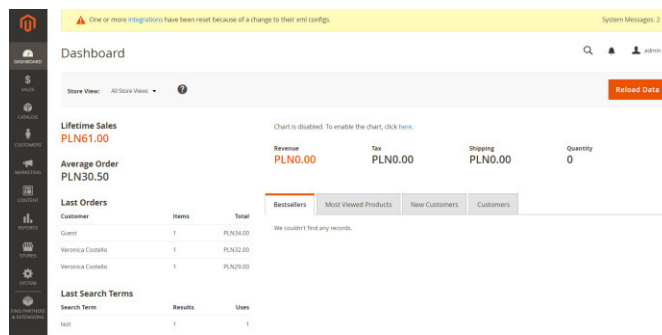 One or more integrations have been reset because of a change to their xml configs.
System Messages: 2
DASHBOARD
Dashboard
admin
SALES
Store View: All Store Views
Reload Data
CATALOG
Lifetime Sales
PLN61.00
Chart is disabled. To enable the chart, click here.
CUSTOMERS
Revenue Tax Shipping Quantity
PLN0.00 PLN0.00 PLN0.00 0
Average Order
PLN30.50
MARKETING
CONTENT
Last Orders
Bestsellers Most Viewed Products New Customers Customers
Customer Items Total
REPORTS
We couldn't find any records.
Guest 1 PLN34.00
Veronica Costello 1 PLN32.00
STORES
Veronica Costello 1 PLN29.00
SYSTEM
Last Search Terms
Search Term Results Uses
FIND PARTNERS
& EXTENSIONS
test 1 1